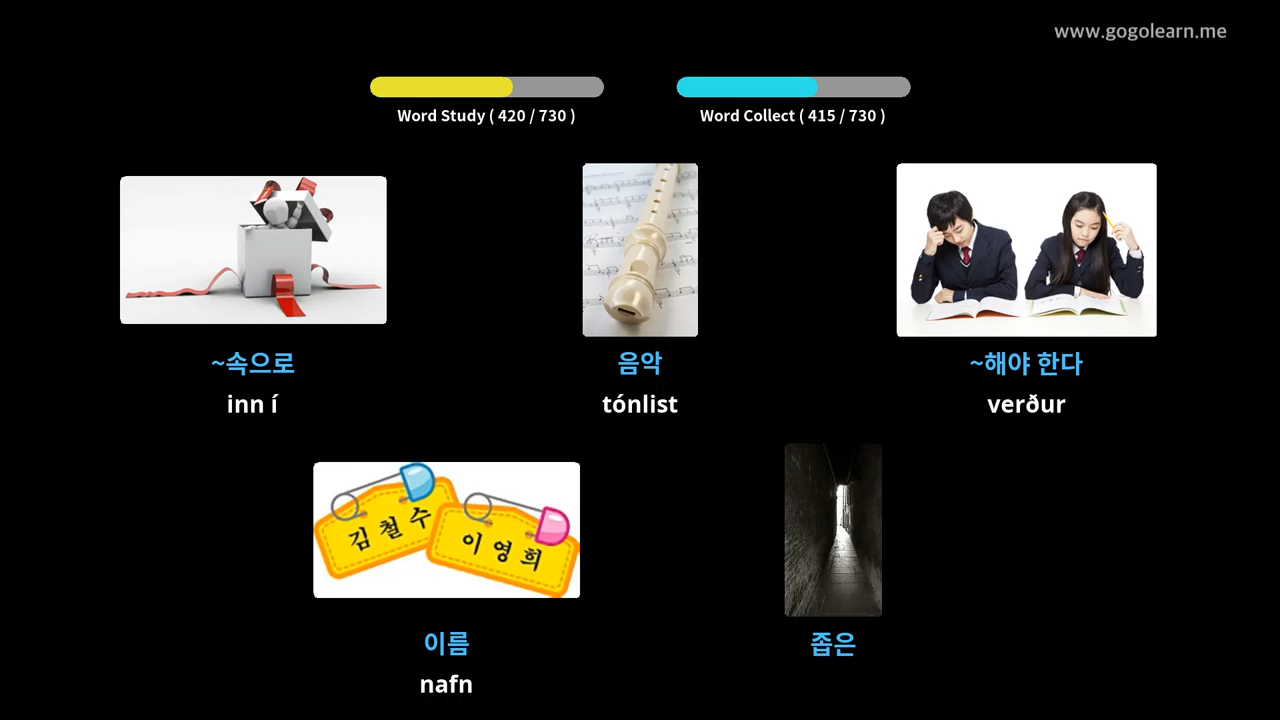 www.gogolearn.me
Word Study ( 420 / 730 )
Word Collect ( 415 / 730 )
~속으로
inn í
음악
tónlist
~해야 한다
verður
김철수
이영희
이름
nafn
좁은